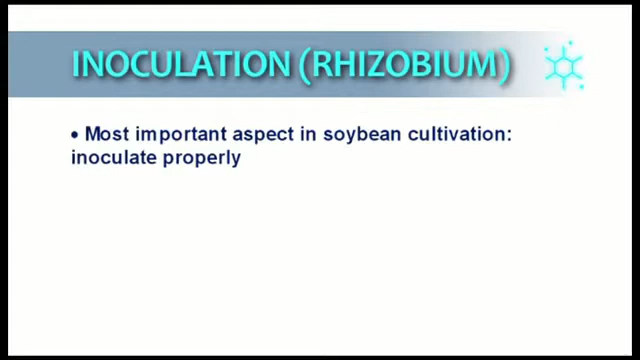 INOCULATION (RHIZOBIUM)
• Most important aspect in soybean cultivation:
inoculate properly